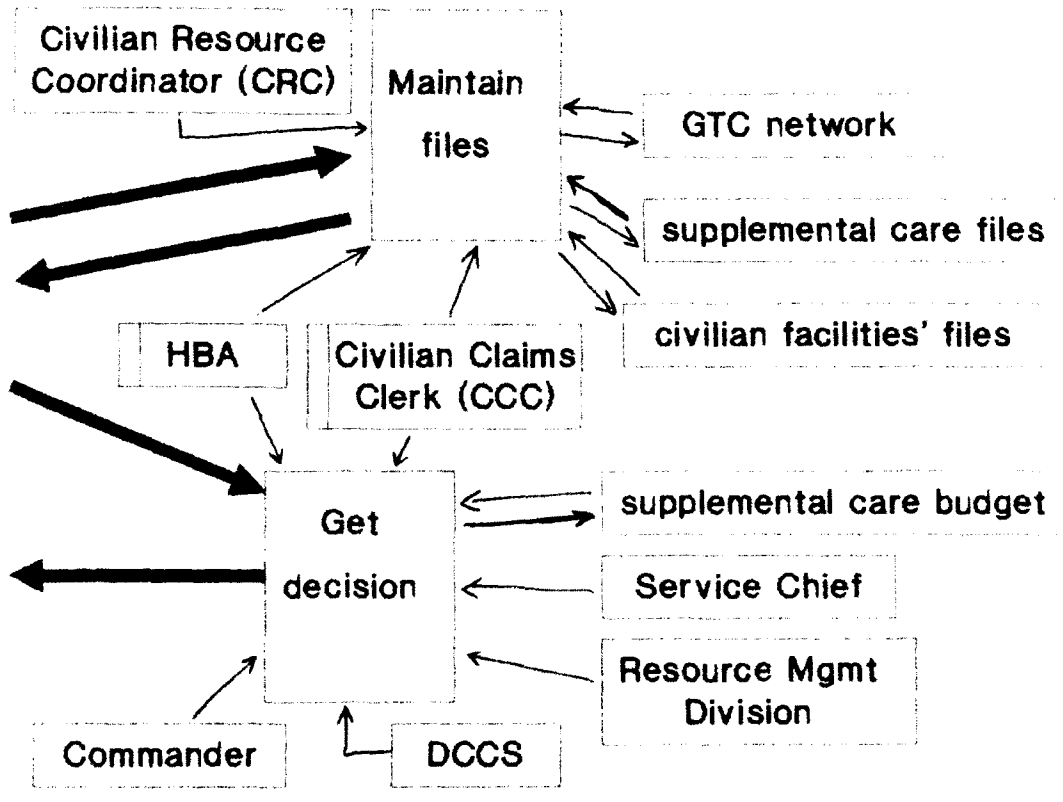 Civilian Resource
Coordinator (CRC)
Maintain
files
GTC network
supplemental care files
civilian facilities' files
HBA
Civilian Claims
Clerk (CCC)
Get
decision
supplemental care budget
Service Chief
Resource Mgmt
Division
Commander
DCCS